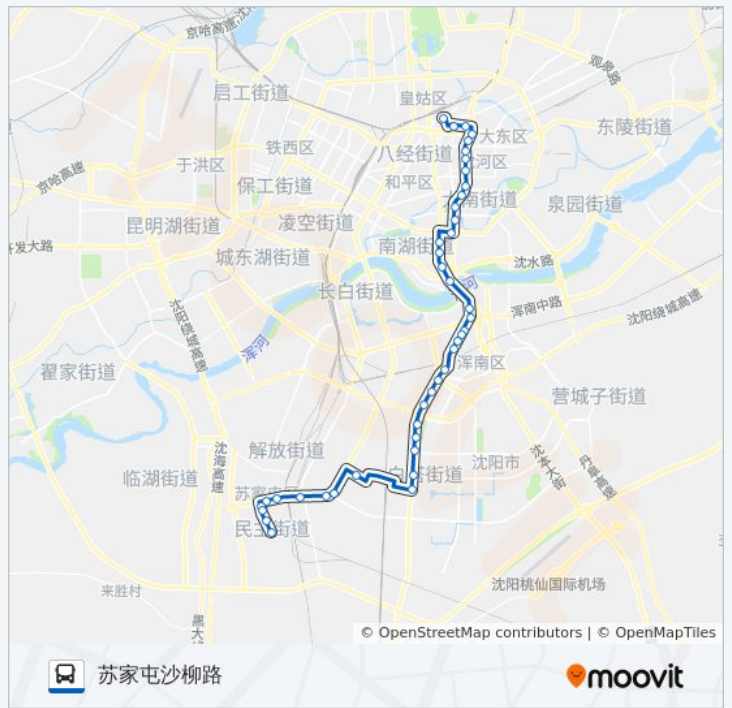 京哈高速
沈
观泉路
启工街道
皇姑区
大东区
东陵街道
铁西区
八经街道
河区
于洪区
京哈高速
保工街道
和平区
大南街道
泉园街道
昆明湖街道
凌空街道
南湖街道
开发大路
城东湖街道
沈水路
长白街道
河
浑南中路
沈阳绕城高速
沈阳绕城高速
浑河
浑南区
翟家街道
营城子街道
解放街道
沈海高速
白塔街道
沈阳市
沈本大街
丹阜高速
临湖街道
苏家屯区
民主街道
沈阳桃仙国际机场
来胜村
黑大线
© OpenStreetMap contributors | © OpenMapTiles
苏家屯沙柳路
moovit